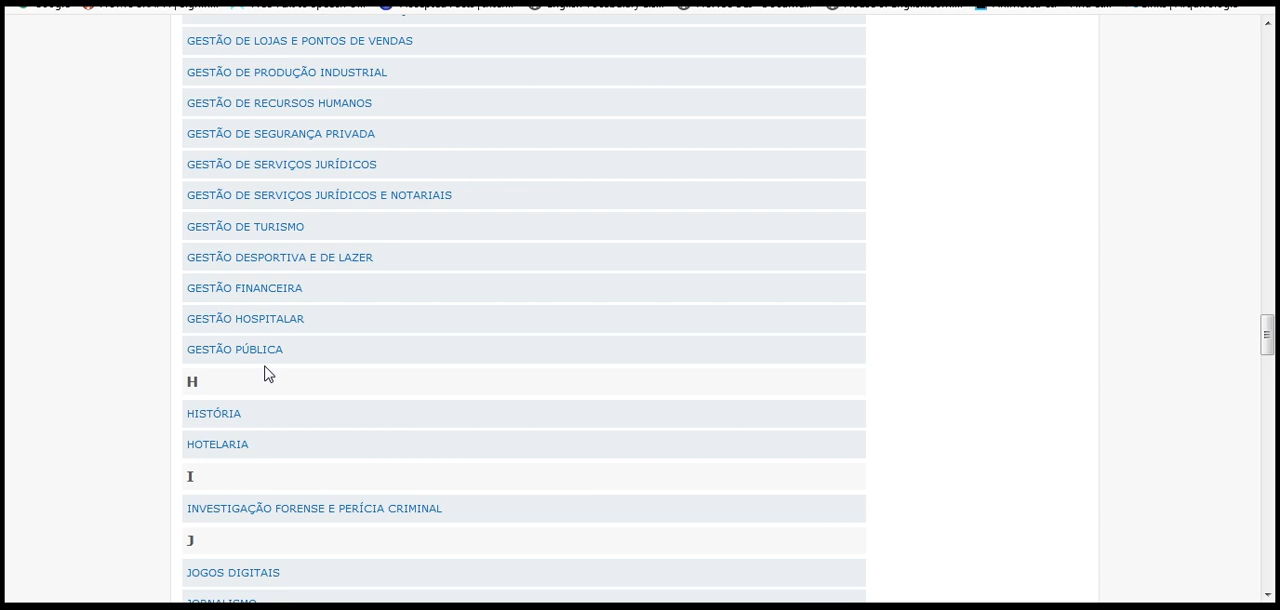 GESTÃO DE LOJAS E PONTOS DE VENDAS
GESTÃO DE PRODUÇÃO INDUSTRIAL
GESTÃO DE RECURSOS HUMANOS
GESTÃO DE SEGURANÇA PRIVADA
GESTÃO DE SERVIÇOS JURÍDICOS
GESTÃO DE SERVIÇOS JURÍDICOS E NOTARIAIS
GESTÃO DE TURISMO
GESTÃO DESPORTIVA E DE LAZER
GESTÃO FINANCEIRA
GESTÃO HOSPITALAR
GESTÃO PÚBLICA
H
HISTÓRIA
HOTELARIA
I
INVESTIGAÇÃO FORENSE E PERÍCIA CRIMINAL
J
JOGOS DIGITAIS
JORNALISMO